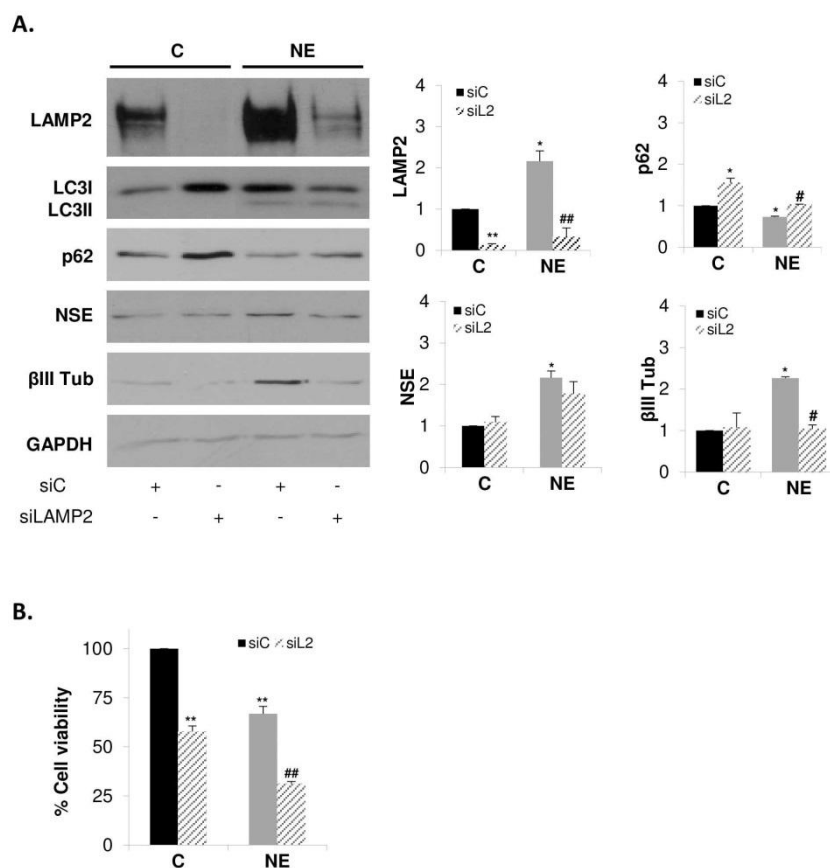 A.
C NE
LAMP2
LC3I
LC3II
p62
NSE
βIII Tub
GAPDH
siC + - + -
siLAMP2 - + - +
4
3
2
1
0
LAMP2
siC
siL2
*
**
##
C NE
4
3
2
1
0
p62
siC
siL2
*
*
#
C NE
4
3
2
1
0
NSE
siC
siL2
*
C NE
4
3
2
1
0
βIII Tub
siC
siL2
*
#
C NE
B.
100
75
50
25
0
% Cell viability
siC siL2
**
**
##
C NE